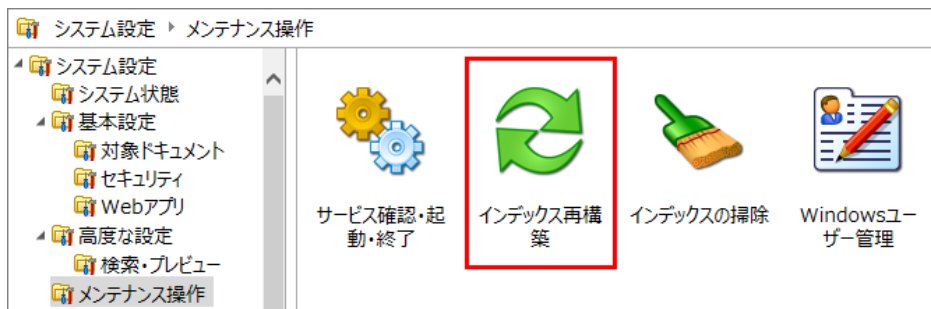 システム設定 ▸ メンテナンス操作
システム設定
システム状態
基本設定
対象ドキュメント
セキュリティ
Webアプリ
高度な設定
検索・プレビュー
メンテナンス操作
サービス確認・起
動・終了
インデックス再構
築
インデックスの掃除
Windowsユー
ザー管理